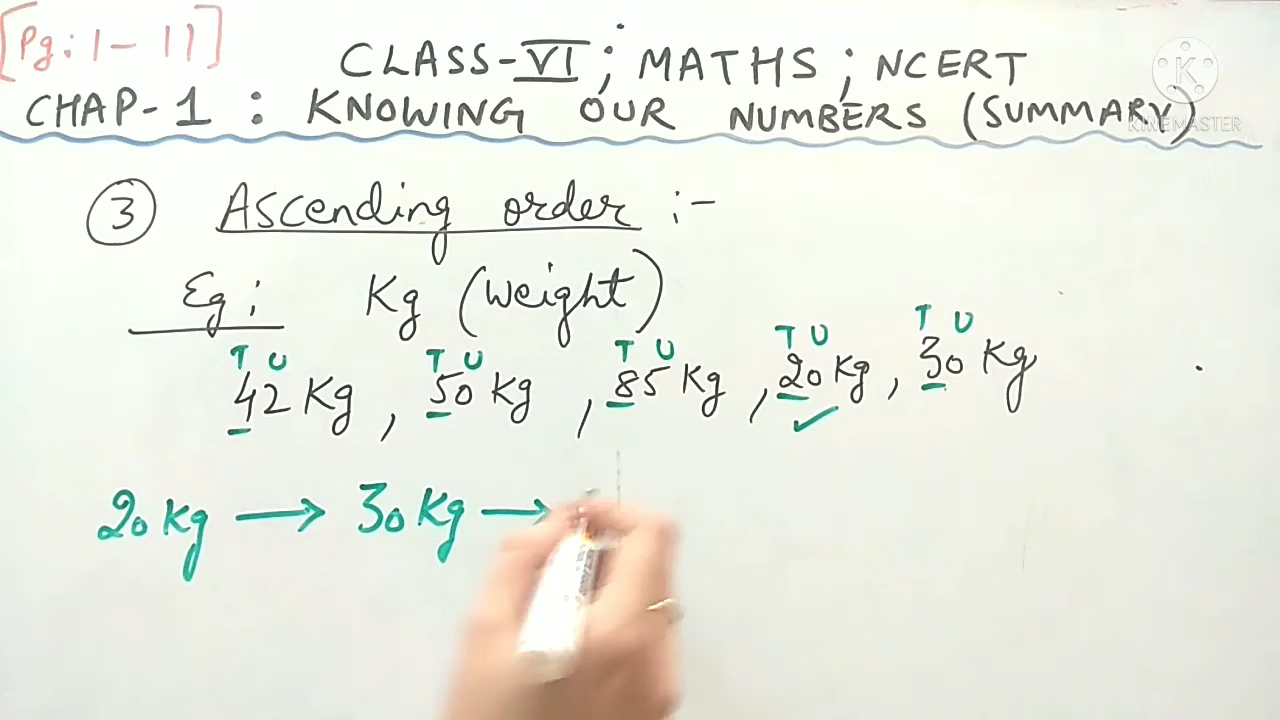 [Pg: 1 - 11]
CLASS-VI ; MATHS ; NCERT
CHAP-1 : KNOWING OUR NUMBERS (SUMMARY)
K
KINEMASTER
③ Ascending order :-
Eg : Kg (weight)
T U T U T U T U T U
42 Kg , 50 Kg , 85 Kg , 20 Kg , 30 Kg
✓
20 Kg → 30 Kg →